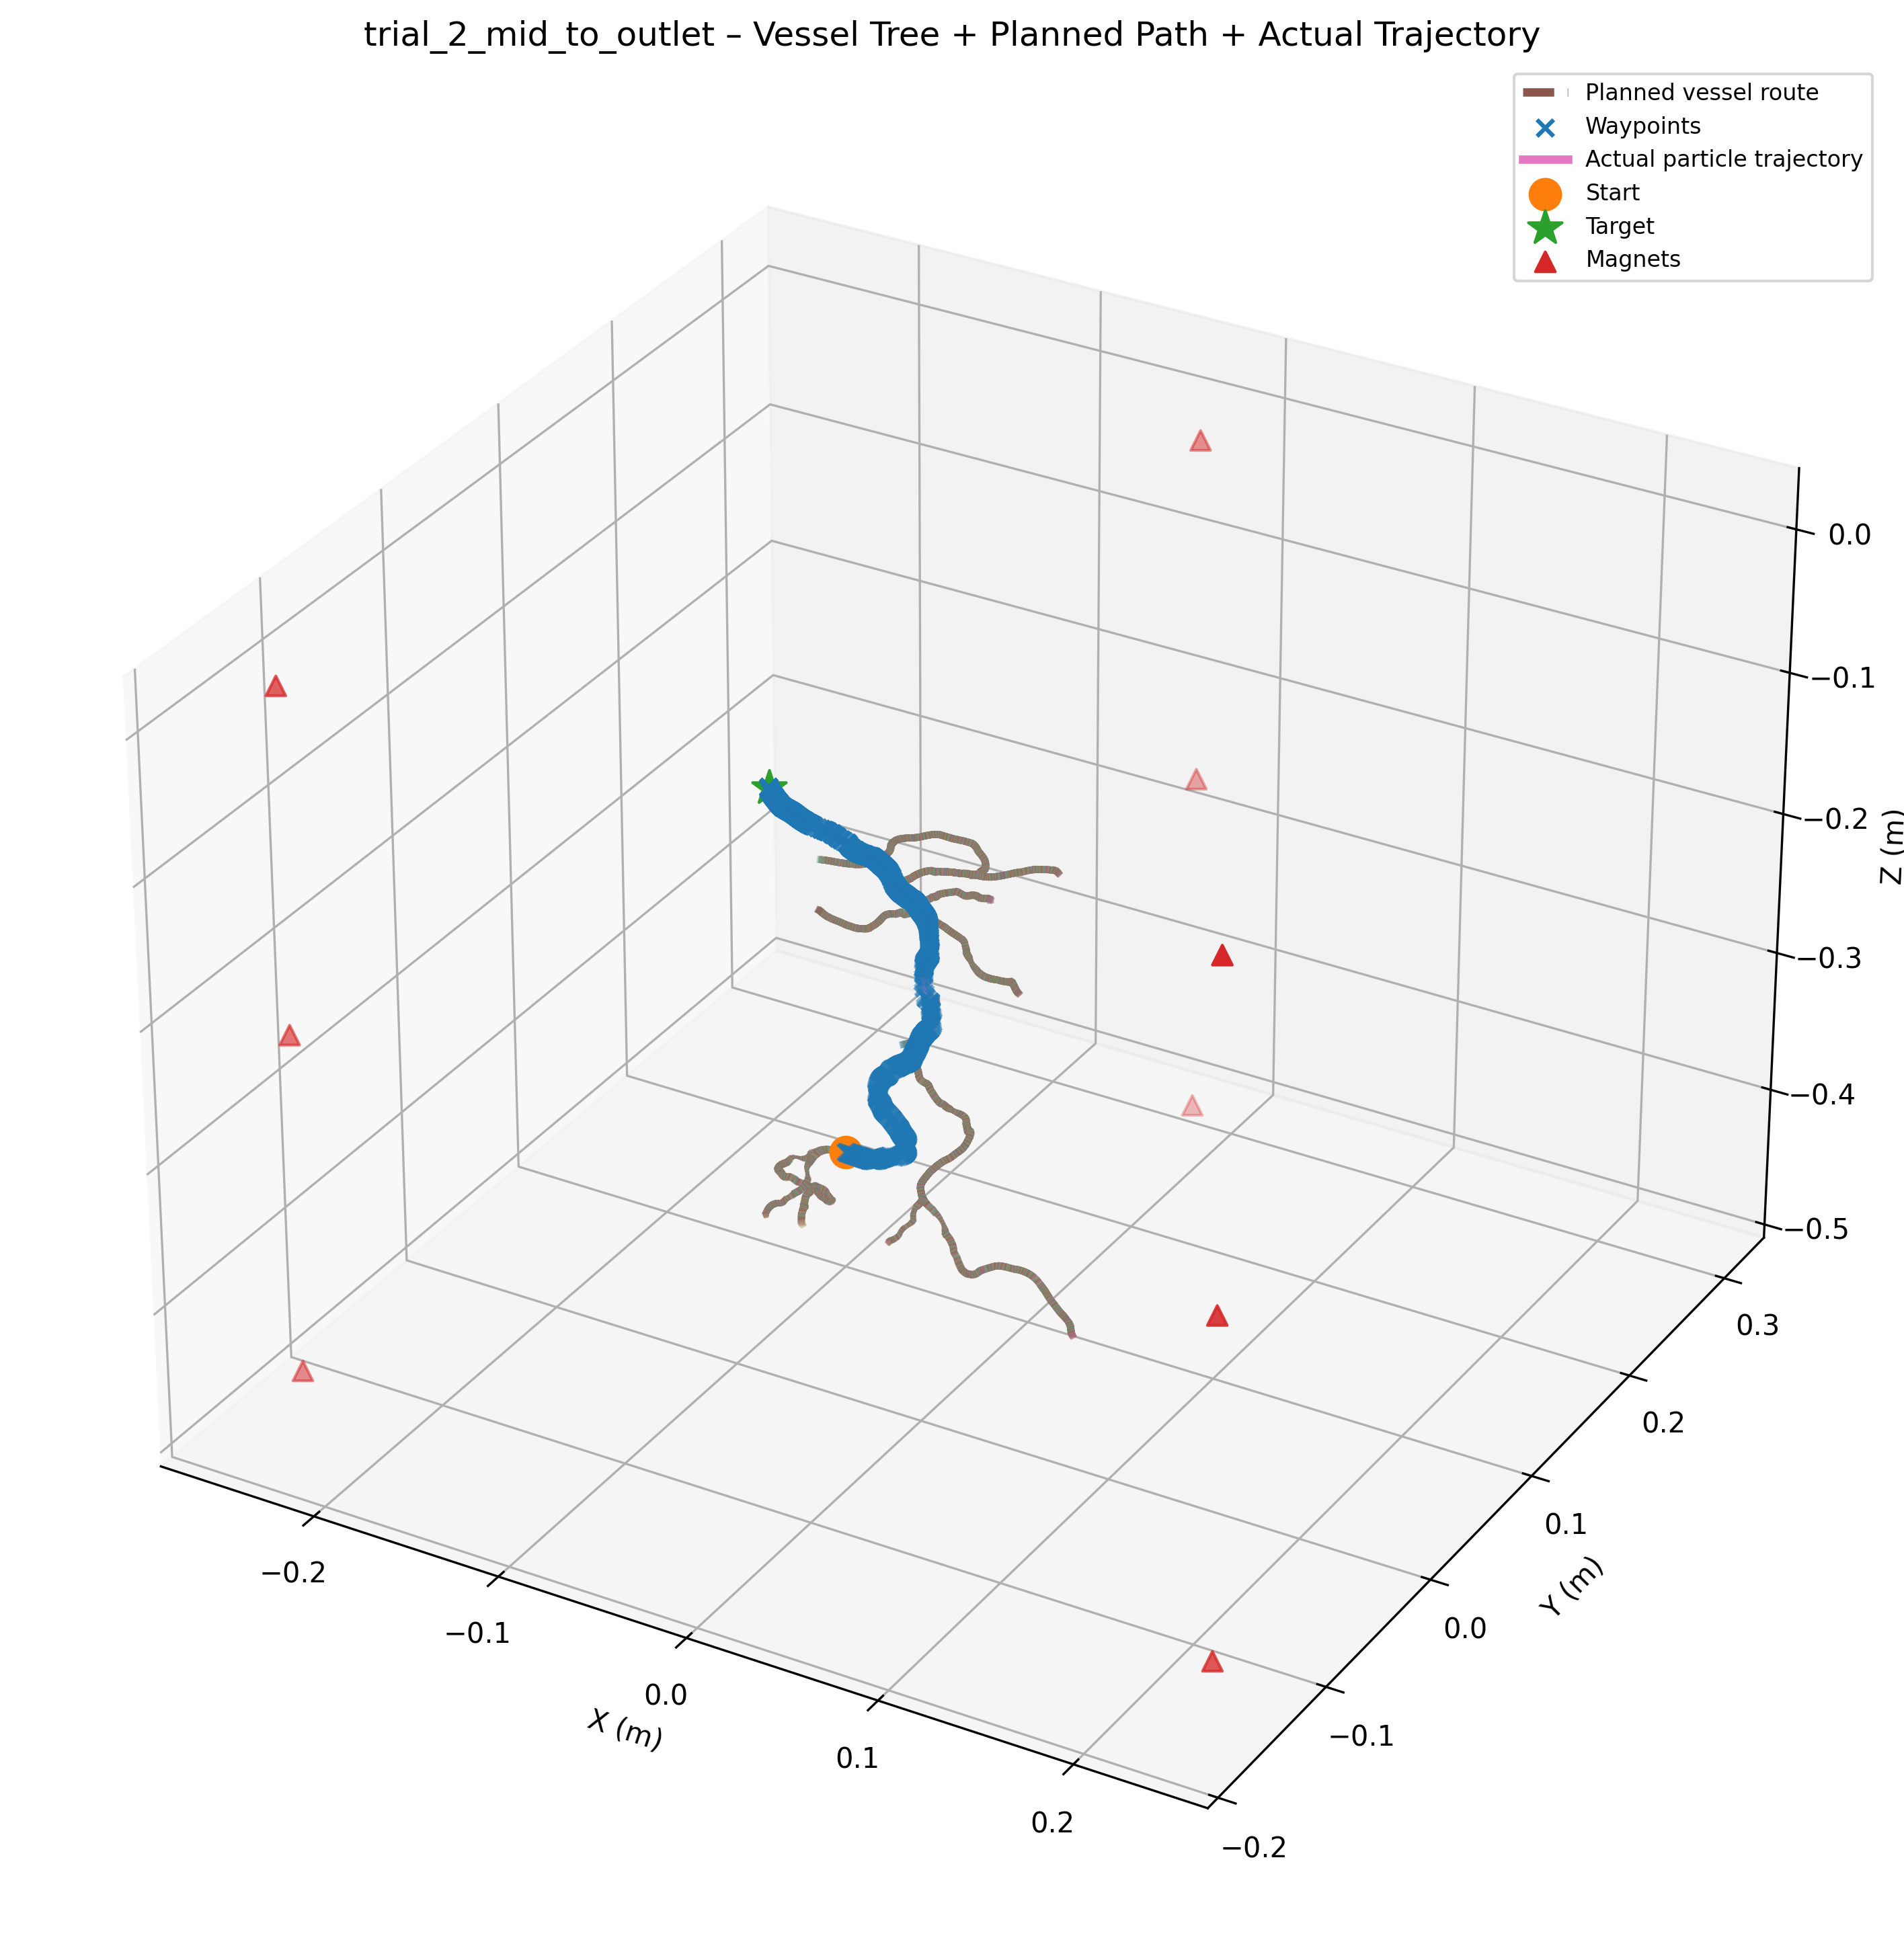 trial_2_mid_to_outlet – Vessel Tree + Planned Path + Actual Trajectory
Planned vessel route
Waypoints
Actual particle trajectory
Start
Target
Magnets
0.0
−0.1
−0.2
−0.3
−0.4
−0.5
Z (m)
0.3
0.2
0.1
0.0
−0.1
−0.2
Y (m)
−0.2
−0.1
0.0
0.1
0.2
X (m)